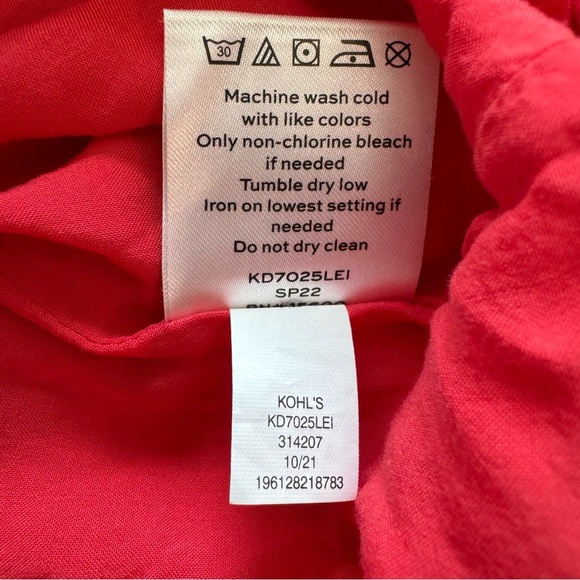 30
Machine wash cold
with like colors
Only non-chlorine bleach
if needed
Tumble dry low
Iron on lowest setting if
needed
Do not dry clean
KD7025LEI
SP22
KOHL'S
KD7025LEI
314207
10/21
196128218783